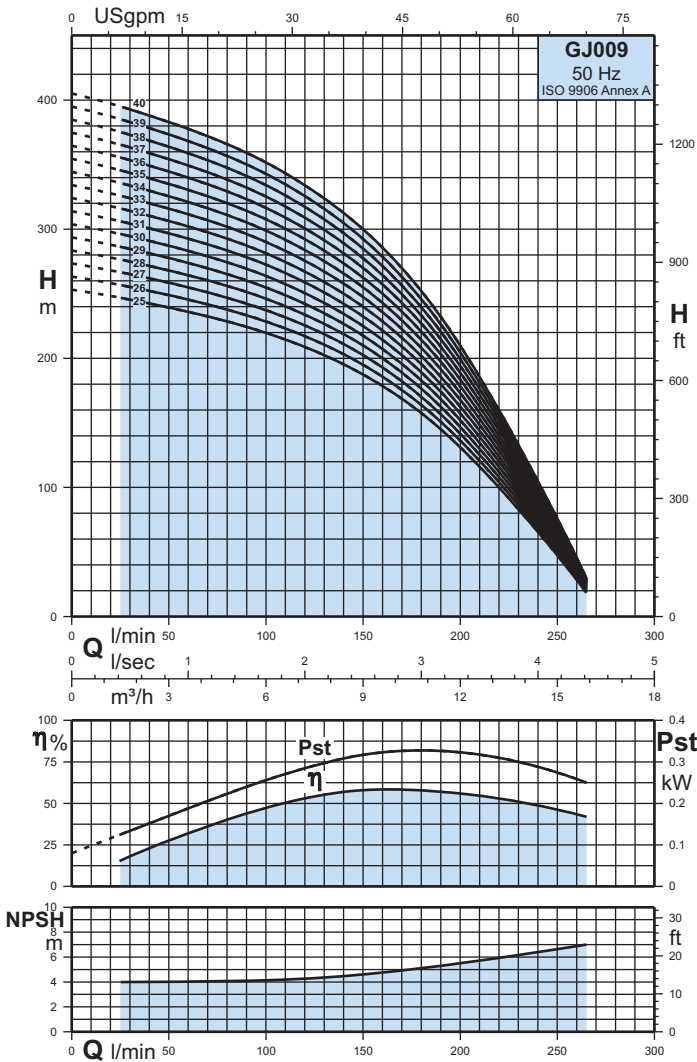 0 USgpm 15 30 45 60 75
GJ009
50 Hz
ISO 9906 Annex A
400
300
200
100
0
H
m
1200
900
600
300
0
H
ft
40
39
38
37
36
35
34
33
32
31
30
29
28
27
26
25
0 50 100 150 200 250 300
Q l/min
0 l/sec 1 2 3 4 5
0 m³/h 3 6 9 12 15 18
η%
100
75
50
25
0
Pst
η
Pst
kW
0.4
0.3
0.2
0.1
0
NPSH
m
10
8
6
4
2
0
30
20
10
0
ft
0 50 100 150 200 250 300
Q l/min